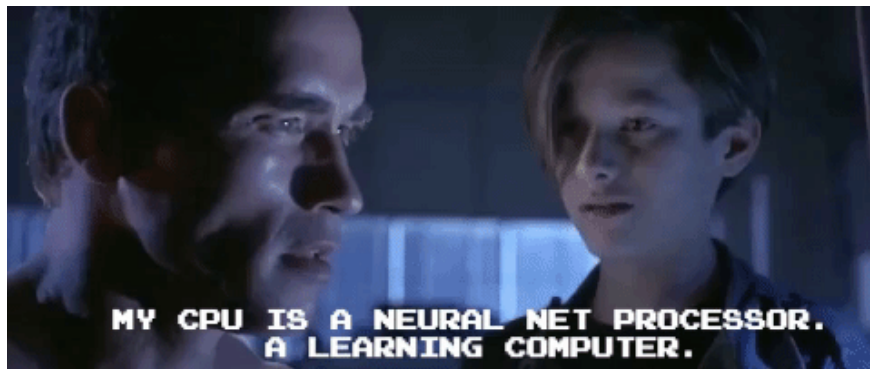 MY CPU IS A NEURAL NET PROCESSOR.
A LEARNING COMPUTER.